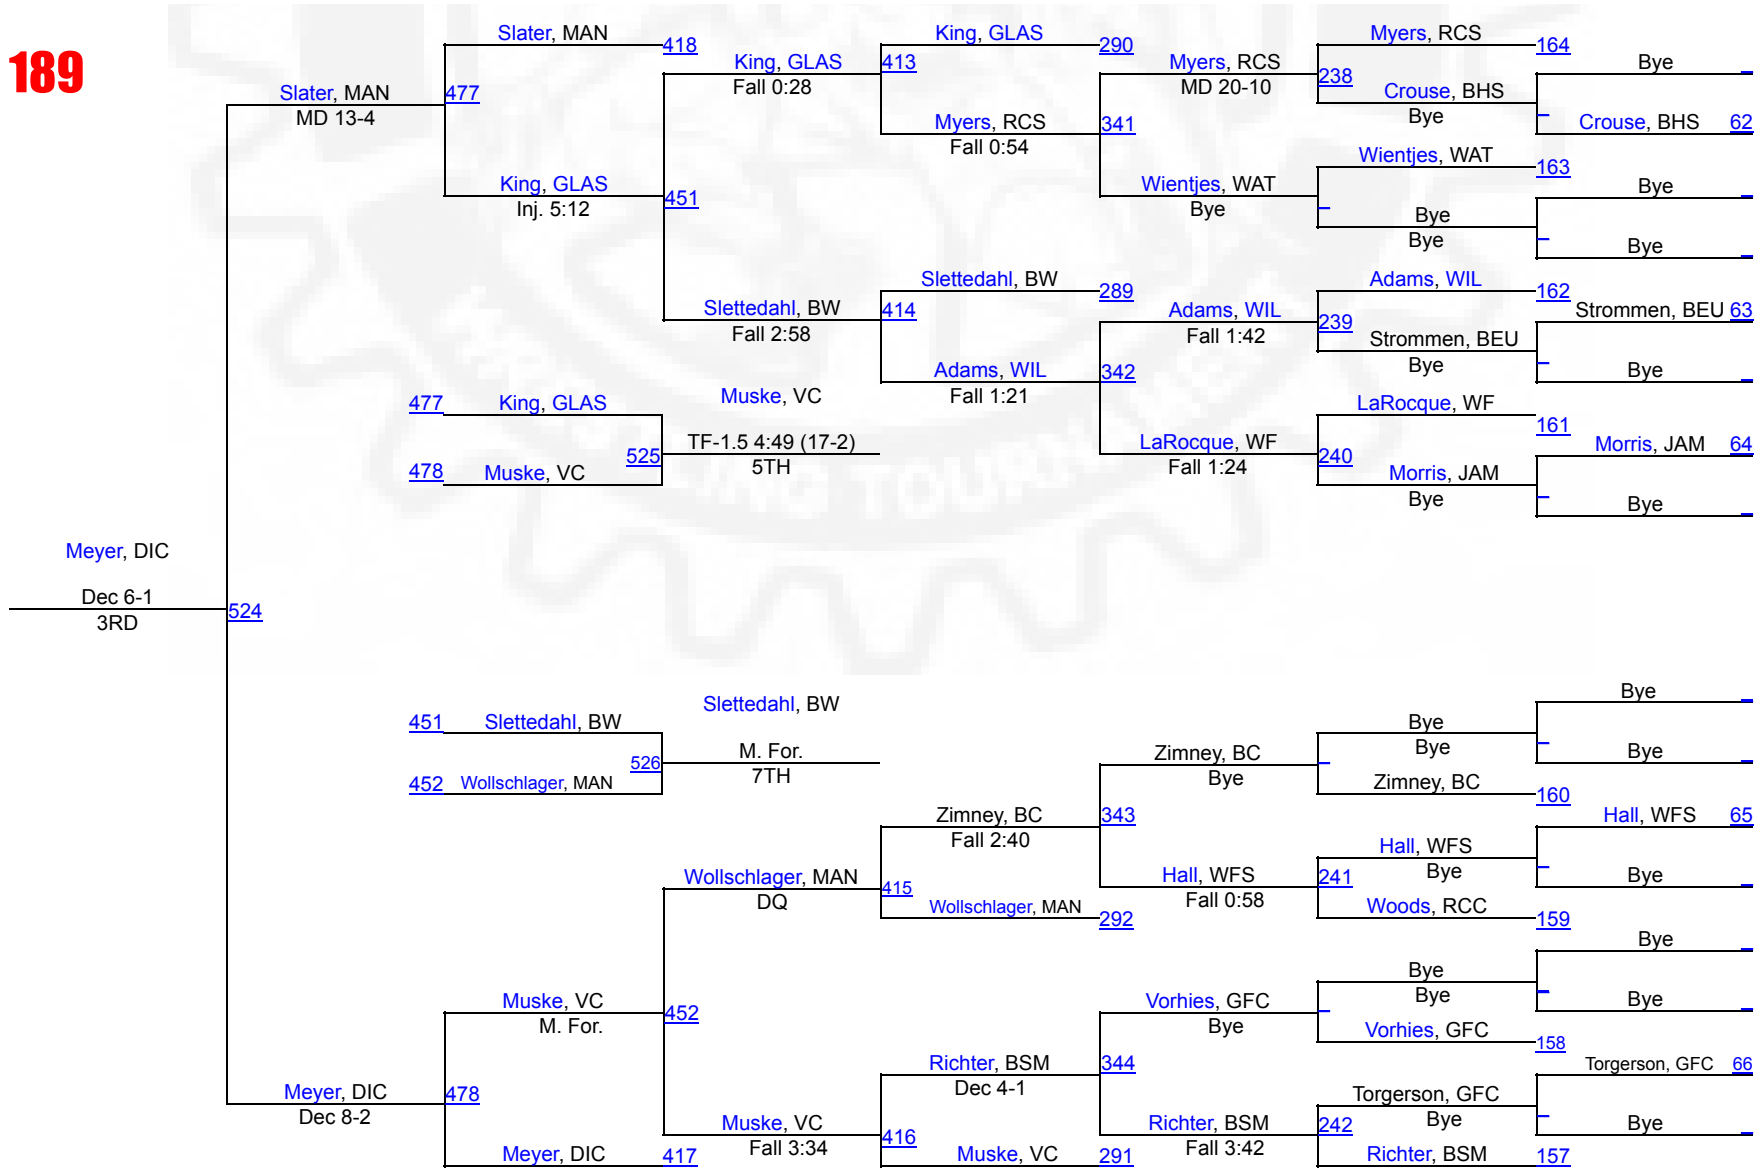 189
Slater, MAN
418
King, GLAS
290
Myers, RCS
164
King, GLAS
413
Fall 0:28
Myers, RCS
238
MD 20-10
Bye
Slater, MAN
477
MD 13-4
Crouse, BHS
Bye
Crouse, BHS 62
Myers, RCS
341
Fall 0:54
Wientjes, WAT
163
King, GLAS
451
Inj. 5:12
Wientjes, WAT
Bye
Bye
Bye
Bye
Bye
Slettedahl, BW
289
Adams, WIL
162
Slettedahl, BW
414
Fall 2:58
Adams, WIL
239
Fall 1:42
Strommen, BEU 63
Strommen, BEU
Bye
Adams, WIL
342
Fall 1:21
Bye
477 King, GLAS
Muske, VC
LaRocque, WF
161
TF-1.5 4:49 (17-2)
525
5TH
LaRocque, WF
240
Fall 1:24
Morris, JAM 64
478 Muske, VC
Morris, JAM
Bye
Bye
Meyer, DIC
Dec 6-1
524
3RD
451 Slettedahl, BW
Slettedahl, BW
Bye
M. For.
526
7TH
Zimney, BC
Bye
Bye
Bye
Bye
452 Wollschlager, MAN
Zimney, BC
160
Zimney, BC
343
Fall 2:40
Hall, WFS 65
Hall, WFS
Bye
Wollschlager, MAN
415
DQ
Hall, WFS
241
Fall 0:58
Bye
Wollschlager, MAN
292
Woods, RCC
159
Bye
Muske, VC
452
M. For.
Vorhies, GFC
Bye
Bye
Bye
Bye
Vorhies, GFC
158
Richter, BSM
344
Dec 4-1
Torgerson, GFC 66
Meyer, DIC
478
Dec 8-2
Torgerson, GFC
Bye
Muske, VC
416
Fall 3:34
Richter, BSM
242
Fall 3:42
Bye
Meyer, DIC
417
Muske, VC
291
Richter, BSM
157